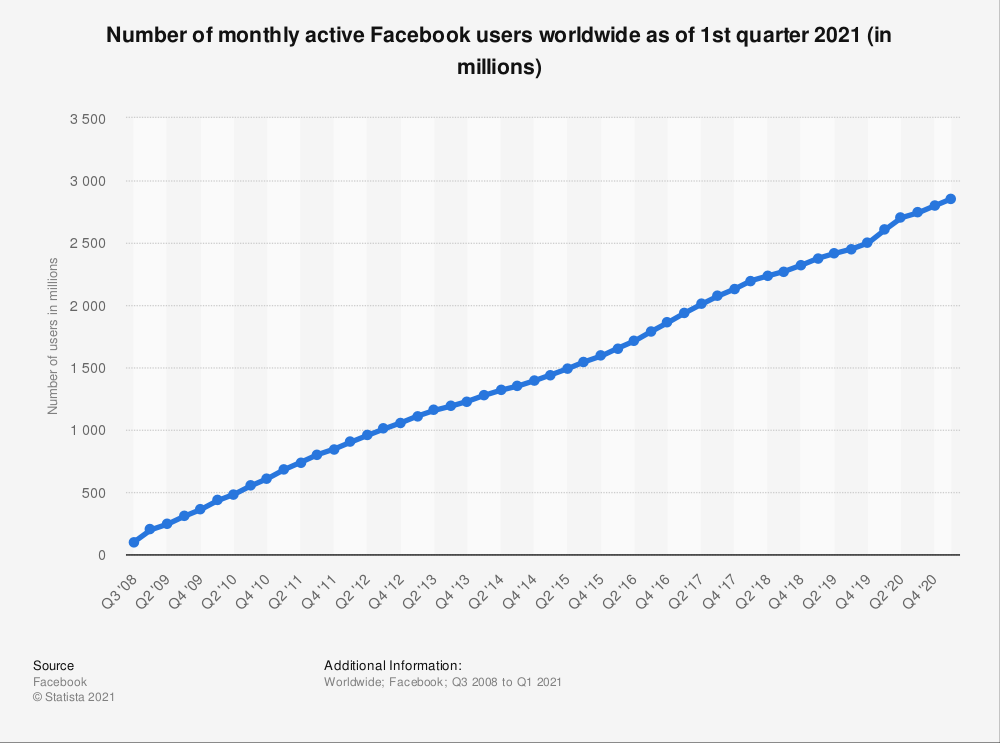 Number of monthly active Facebook users worldwide as of 1st quarter 2021 (in
millions)
Number of users in millions
3 500
3 000
2 500
2 000
1 500
1 000
500
0
Q3 '08
Q2 '09
Q4 '09
Q2 '10
Q4 '10
Q2 '11
Q4 '11
Q2 '12
Q4 '12
Q2 '13
Q4 '13
Q2 '14
Q4 '14
Q2 '15
Q4 '15
Q2 '16
Q4 '16
Q2 '17
Q4 '17
Q2 '18
Q4 '18
Q2 '19
Q4 '19
Q2 '20
Q4 '20
Source
Facebook
© Statista 2021
Additional Information:
Worldwide; Facebook; Q3 2008 to Q1 2021